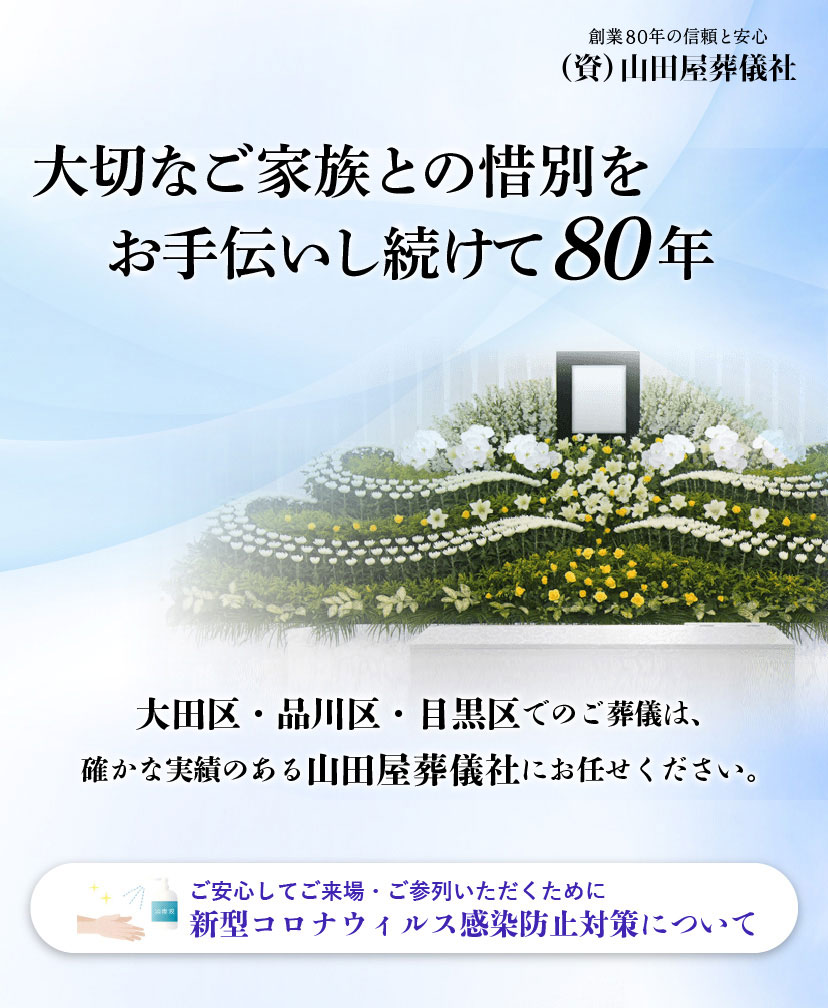 創業80年の信頼と安心
（資）山田屋葬儀社
大切なご家族との惜別を
お手伝いし続けて80年
大田区・品川区・目黒区でのご葬儀は、
確かな実績のある山田屋葬儀社にお任せください。
消毒液
ご安心してご来場・ご参列いただくために
新型コロナウィルス感染防止対策について